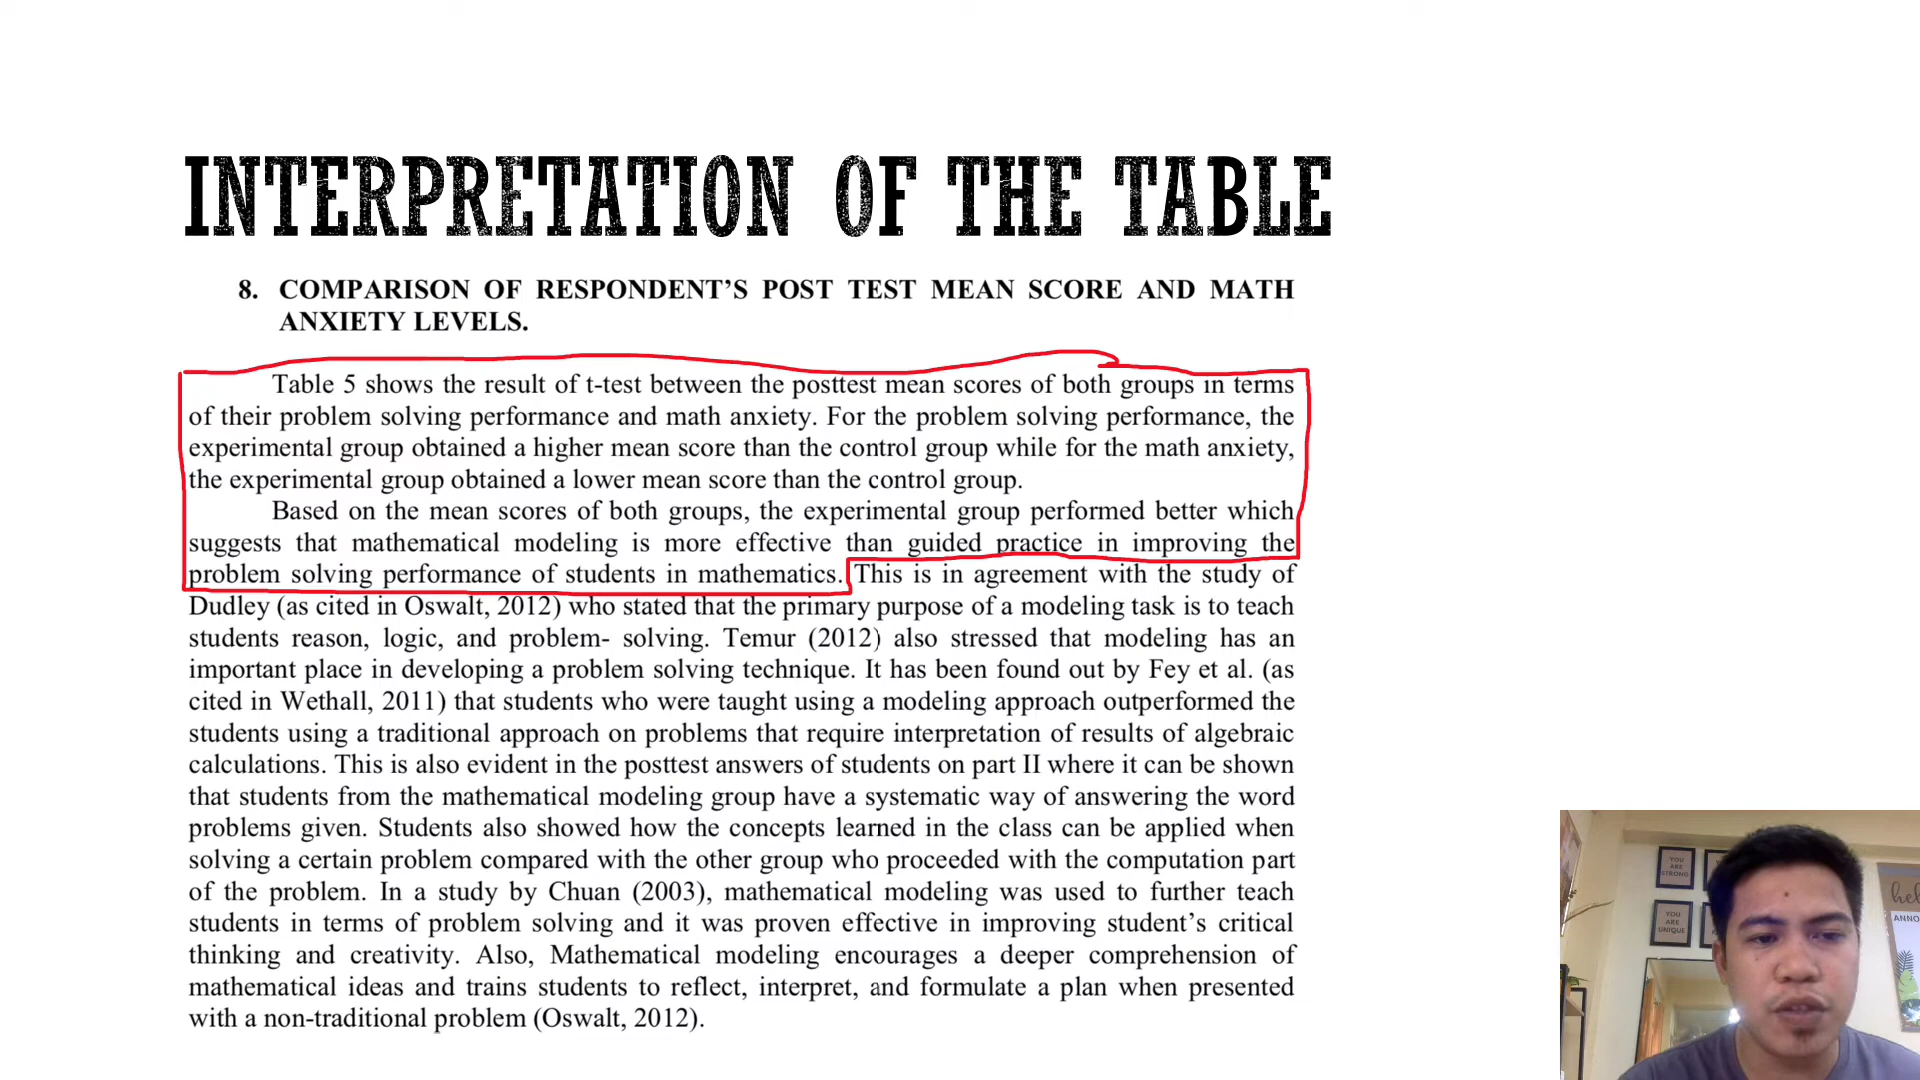 INTERPRETATION OF THE TABLE
8. COMPARISON OF RESPONDENT’S POST TEST MEAN SCORE AND MATH
ANXIETY LEVELS.
Table 5 shows the result of t-test between the posttest mean scores of both groups in terms
of their problem solving performance and math anxiety. For the problem solving performance, the
experimental group obtained a higher mean score than the control group while for the math anxiety,
the experimental group obtained a lower mean score than the control group.
Based on the mean scores of both groups, the experimental group performed better which
suggests that mathematical modeling is more effective than guided practice in improving the
problem solving performance of students in mathematics. This is in agreement with the study of
Dudley (as cited in Oswalt, 2012) who stated that the primary purpose of a modeling task is to teach
students reason, logic, and problem- solving. Temur (2012) also stressed that modeling has an
important place in developing a problem solving technique. It has been found out by Fey et al. (as
cited in Wethall, 2011) that students who were taught using a modeling approach outperformed the
students using a traditional approach on problems that require interpretation of results of algebraic
calculations. This is also evident in the posttest answers of students on part II where it can be shown
that students from the mathematical modeling group have a systematic way of answering the word
problems given. Students also showed how the concepts learned in the class can be applied when
solving a certain problem compared with the other group who proceeded with the computation part
of the problem. In a study by Chuan (2003), mathematical modeling was used to further teach
students in terms of problem solving and it was proven effective in improving student’s critical
thinking and creativity. Also, Mathematical modeling encourages a deeper comprehension of
mathematical ideas and trains students to reflect, interpret, and formulate a plan when presented
with a non-traditional problem (Oswalt, 2012).
YOU
ARE
STRONG
YOU
ARE
UNIQUE
hel
ANNO